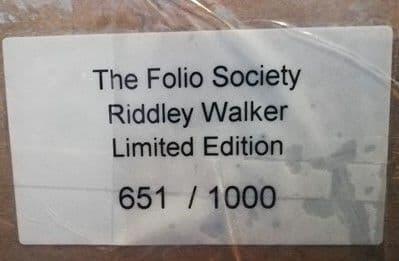 The Folio Society
Riddley Walker
Limited Edition
651 / 1000